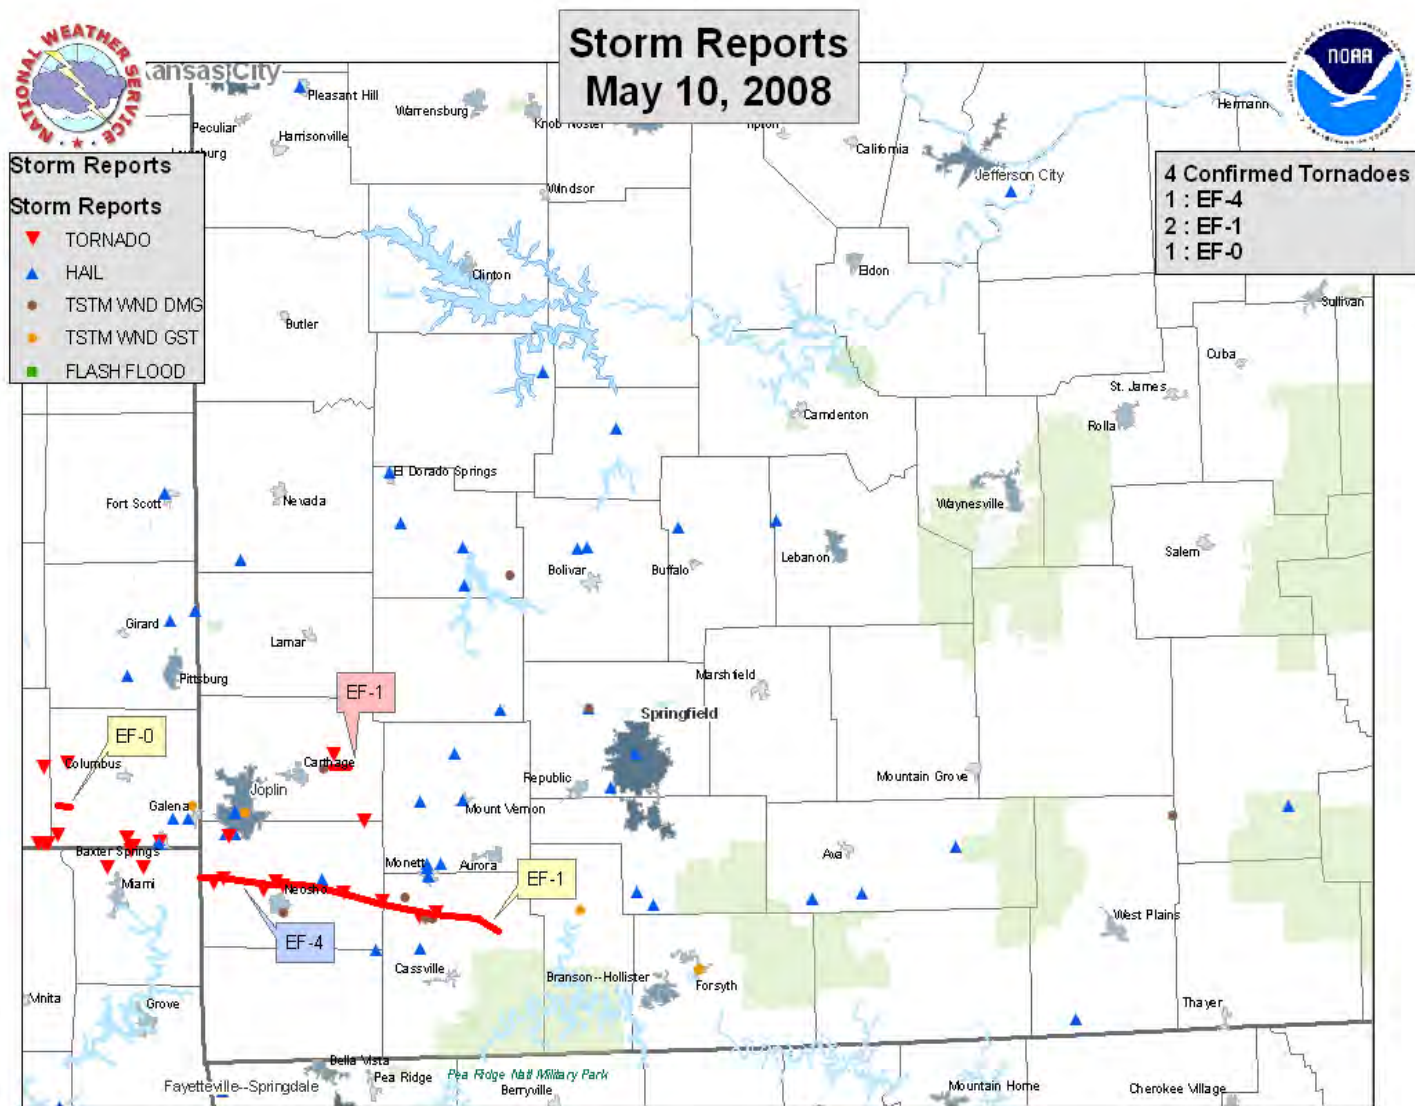 Storm Reports
May 10, 2008
NATIONAL WEATHER SERVICE
NOAA
Kansas City
Pleasant Hill
Warrensburg
Knob Noster
Tipton
California
Hermann
Peculiar
Harrisonville
Louisburg
Windsor
Jefferson City
Storm Reports
Storm Reports
TORNADO
HAIL
TSTM WND DMG
TSTM WND GST
FLASH FLOOD
4 Confirmed Tornadoes
1 : EF-4
2 : EF-1
1 : EF-0
Clinton
Eldon
Sullivan
Butler
Cuba
St. James
Camdenton
Rolla
El Dorado Springs
Fort Scott
Nevada
Waynesville
Bolivar
Buffalo
Lebanon
Salem
Girard
Lamar
Pittsburg
Marshfield
EF-1
Springfield
EF-0
Columbus
Carthage
Republic
Mountain Grove
Joplin
Galena
Mount Vernon
Baxter Springs
Monett
Aurora
Ava
Miami
Neosho
EF-1
West Plains
EF-4
Cassville
Branson--Hollister
Forsyth
Vinita
Grove
Thayer
Bella Vista
Pea Ridge
Pea Ridge Natl Military Park
Fayetteville--Springdale
Berryville
Mountain Home
Cherokee Village